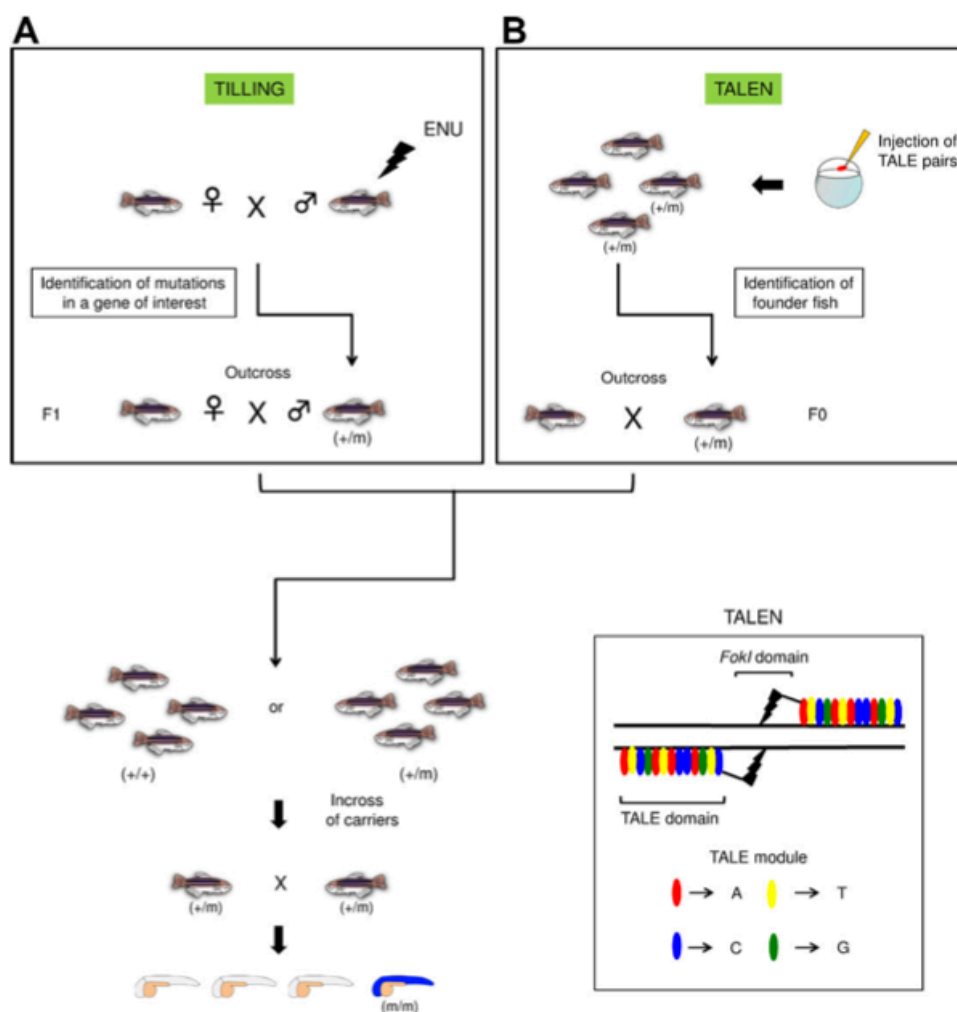 A
TILLING
ENU
♀ X ♂
Identification of mutations
in a gene of interest
Outcross
F1
♀ X ♂
(+/m)
B
TALEN
Injection of
TALE pairs
(+/m)
(+/m)
Identification of
founder fish
Outcross
X
F0
(+/m)
or
(+/+)
(+/m)
Incross
of carriers
X
(+/m)
(+/m)
(m/m)
TALEN
FokI domain
TALE domain
TALE module
A
T
C
G